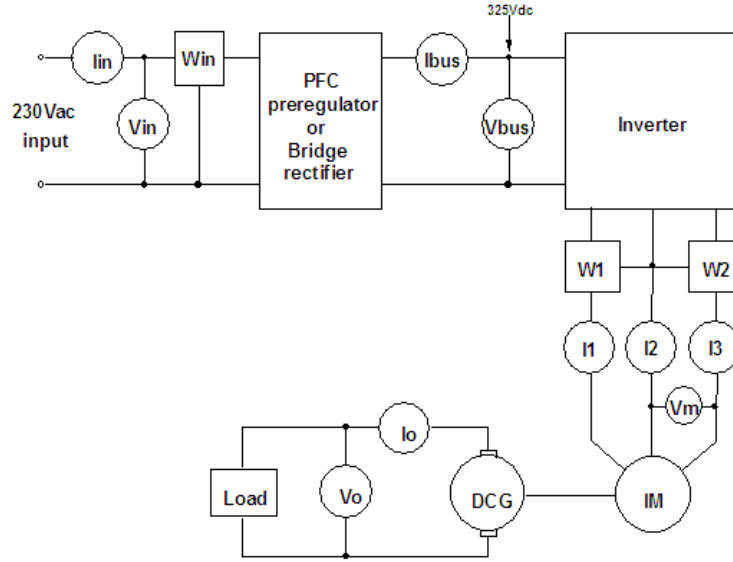 325Vdc
Iin
Win
PFC
preregulator
or
Bridge
rectifier
Ibus
Inverter
230Vac
input
Vin
Vbus
W1
W2
I1
I2
I3
Vm
Io
Load
Vo
DCG
IM